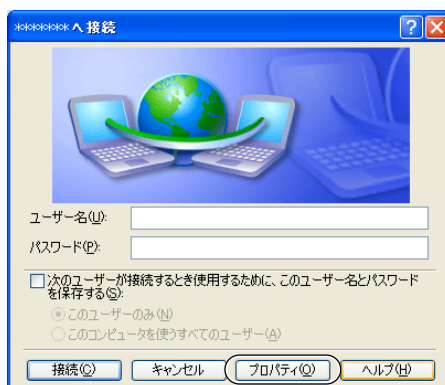 ******** へ 接続
ユーザー名(U):
パスワード(P):
次のユーザーが接続するとき使用するために、このユーザー名とパスワード
を保存する(S):
このユーザーのみ(N)
このコンピュータを使うすべてのユーザー(A)
接続(C) キャンセル プロパティ(O) ヘルプ(H)